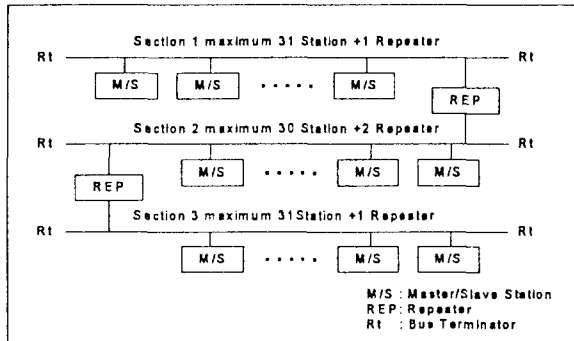 Section 1 maximum 31 Station +1 Repeater
Rt Rt
M/S M/S ..... M/S
REP
Section 2 maximum 30 Station +2 Repeater
Rt Rt
M/S ..... M/S M/S
REP
Section 3 maximum 31Station +1 Repeater
Rt Rt
M/S ..... M/S M/S
M/S : Master/Slave Station
REP: Repeater
Rt : Bus Terminator